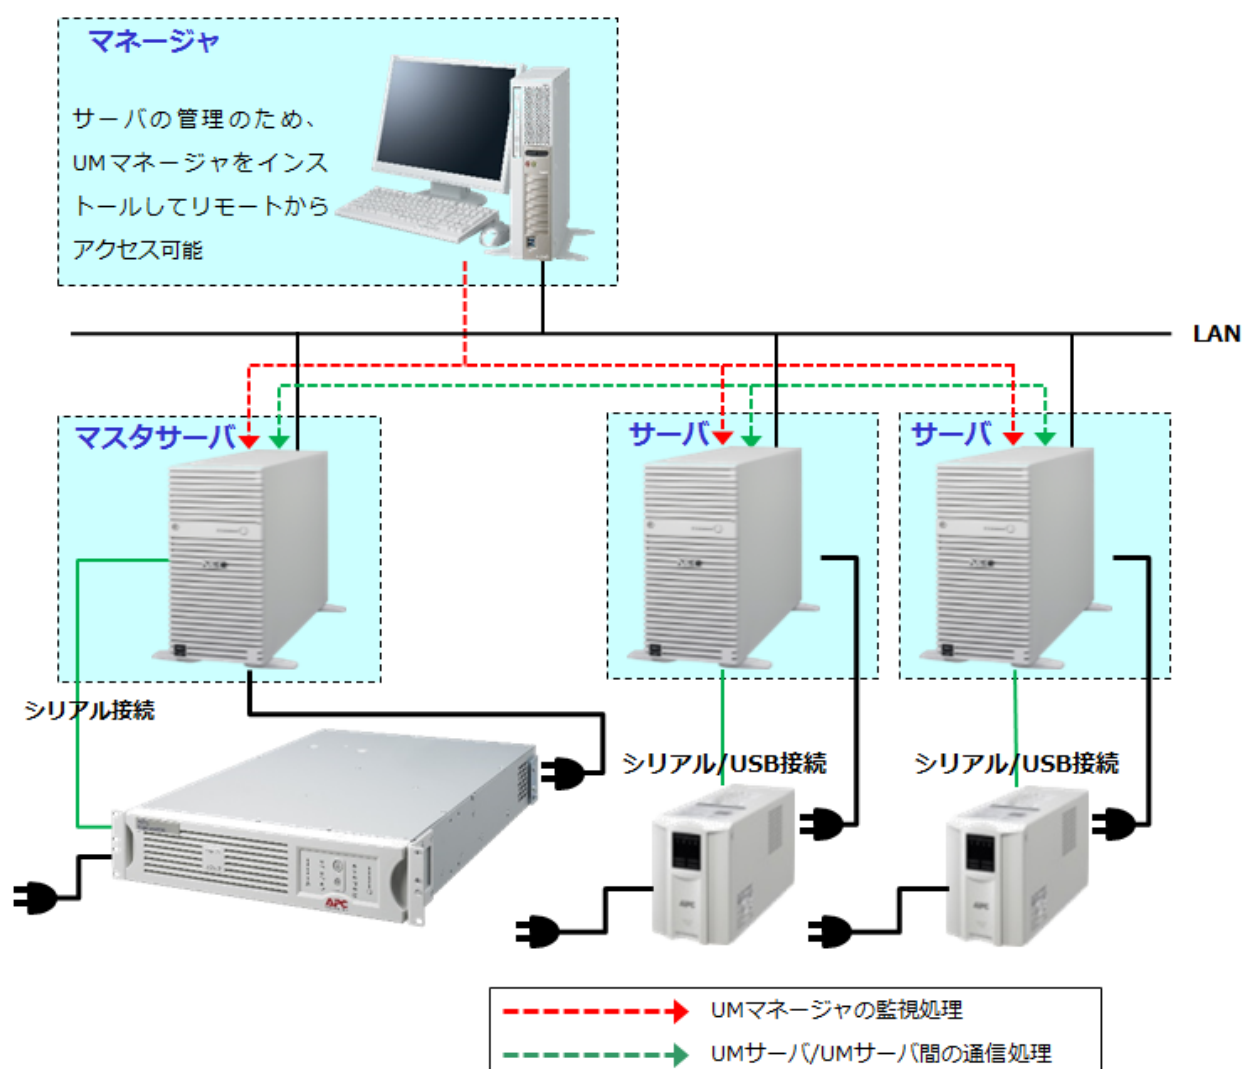 マネージャ
サーバの管理のため、
UMマネージャをインス
トールしてリモートから
アクセス可能
LAN
マスタサーバ
サーバ
サーバ
シリアル接続
シリアル/USB接続
シリアル/USB接続
APC
APC
APC
UMマネージャの監視処理
UMサーバ/UMサーバ間の通信処理